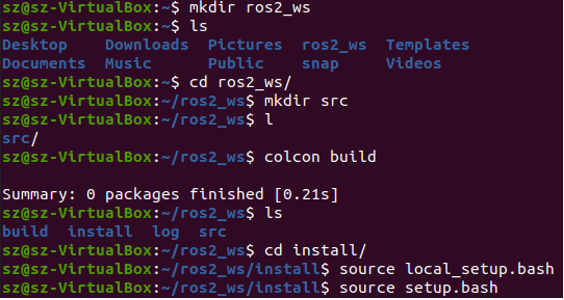 sz@sz-VirtualBox:~$ mkdir ros2_ws
sz@sz-VirtualBox:~$ ls
Desktop    Downloads  Pictures  ros2_ws  Templates
Documents  Music      Public    snap     Videos
sz@sz-VirtualBox:~$ cd ros2_ws/
sz@sz-VirtualBox:~/ros2_ws$ mkdir src
sz@sz-VirtualBox:~/ros2_ws$ l
src/
sz@sz-VirtualBox:~/ros2_ws$ colcon build
Summary: 0 packages finished [0.21s]
sz@sz-VirtualBox:~/ros2_ws$ ls
build  install  log  src
sz@sz-VirtualBox:~/ros2_ws$ cd install/
sz@sz-VirtualBox:~/ros2_ws/install$ source local_setup.bash
sz@sz-VirtualBox:~/ros2_ws/install$ source setup.bash